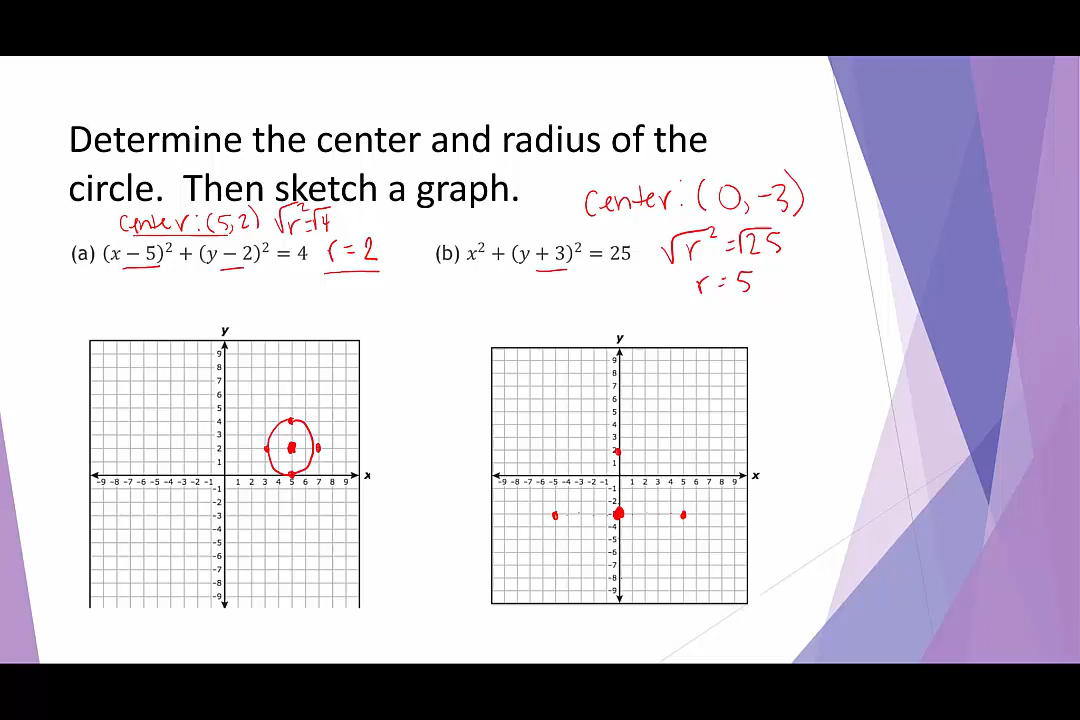 Determine the center and radius of the
circle. Then sketch a graph.
center: (5,2) √r² = √4
(a) (x − 5)² + (y − 2)² = 4 r = 2
center: (0, -3)
(b) x² + (y + 3)² = 25
√r² = √25
r = 5
y
9
8
7
6
5
4
3
2
1
-9 -8 -7 -6 -5 -4 -3 -2 -1 1 2 3 4 5 6 7 8 9 x
-1
-2
-3
-4
-5
-6
-7
-8
-9
y
9
8
7
6
5
4
3
2
1
-9 -8 -7 -6 -5 -4 -3 -2 -1 1 2 3 4 5 6 7 8 9 x
-1
-2
-4
-5
-6
-7
-8
-9